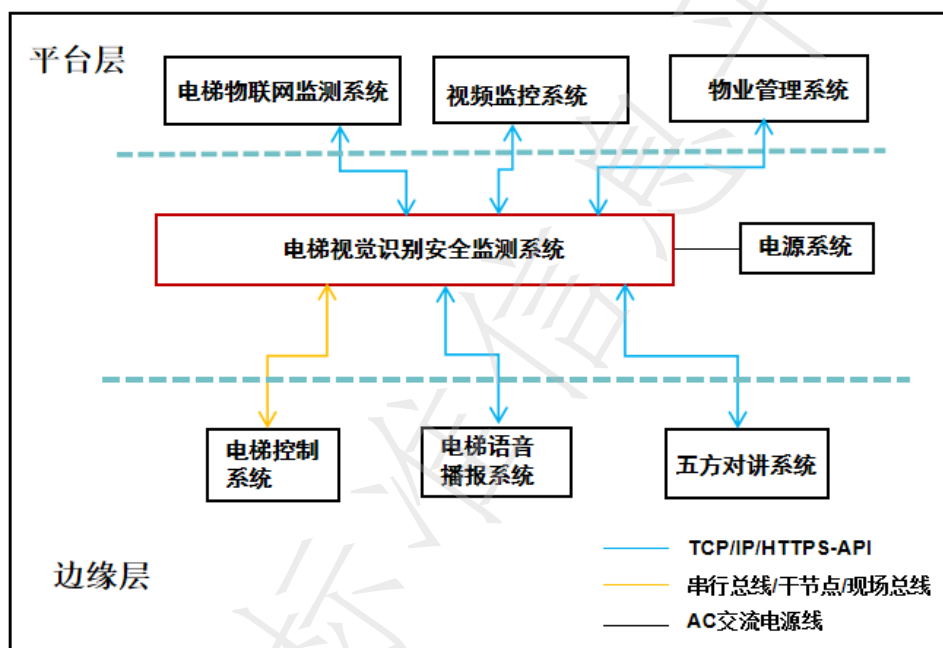 平台层
电梯物联网监测系统
视频监控系统
物业管理系统
电梯视觉识别安全监测系统
电源系统
电梯控制
系统
电梯语音
播报系统
五方对讲系统
边缘层
TCP/IP/HTTPS-API
串行总线/干节点/现场总线
AC交流电源线